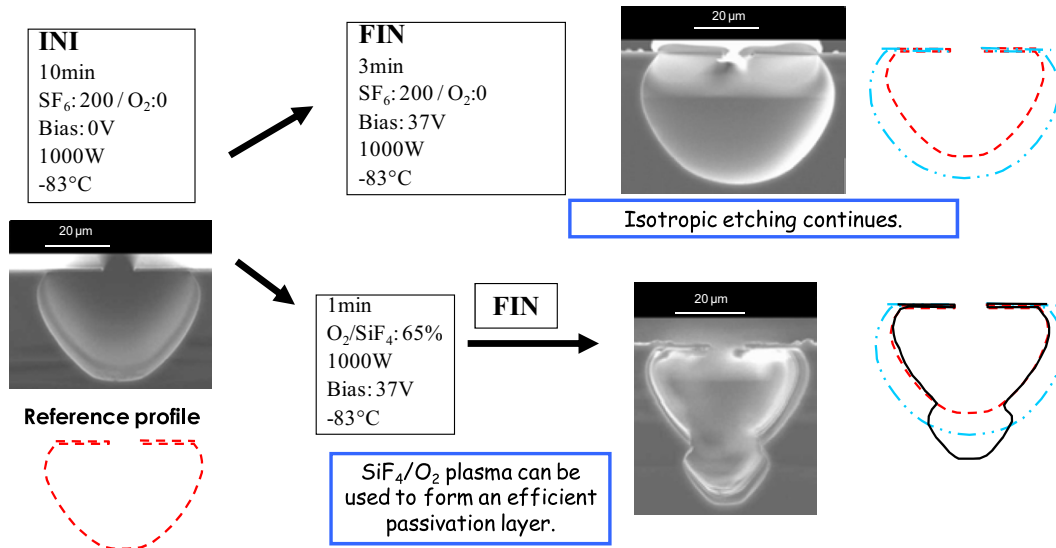 INI
10min
SF₆: 200 / O₂:0
Bias: 0V
1000W
-83°C
FIN
3min
SF₆: 200 / O₂:0
Bias: 37V
1000W
-83°C
20 µm
Isotropic etching continues.
20 µm
Reference profile
1min
O₂/SiF₄: 65%
1000W
Bias: 37V
-83°C
FIN
20 µm
SiF₄/O₂ plasma can be
used to form an efficient
passivation layer.